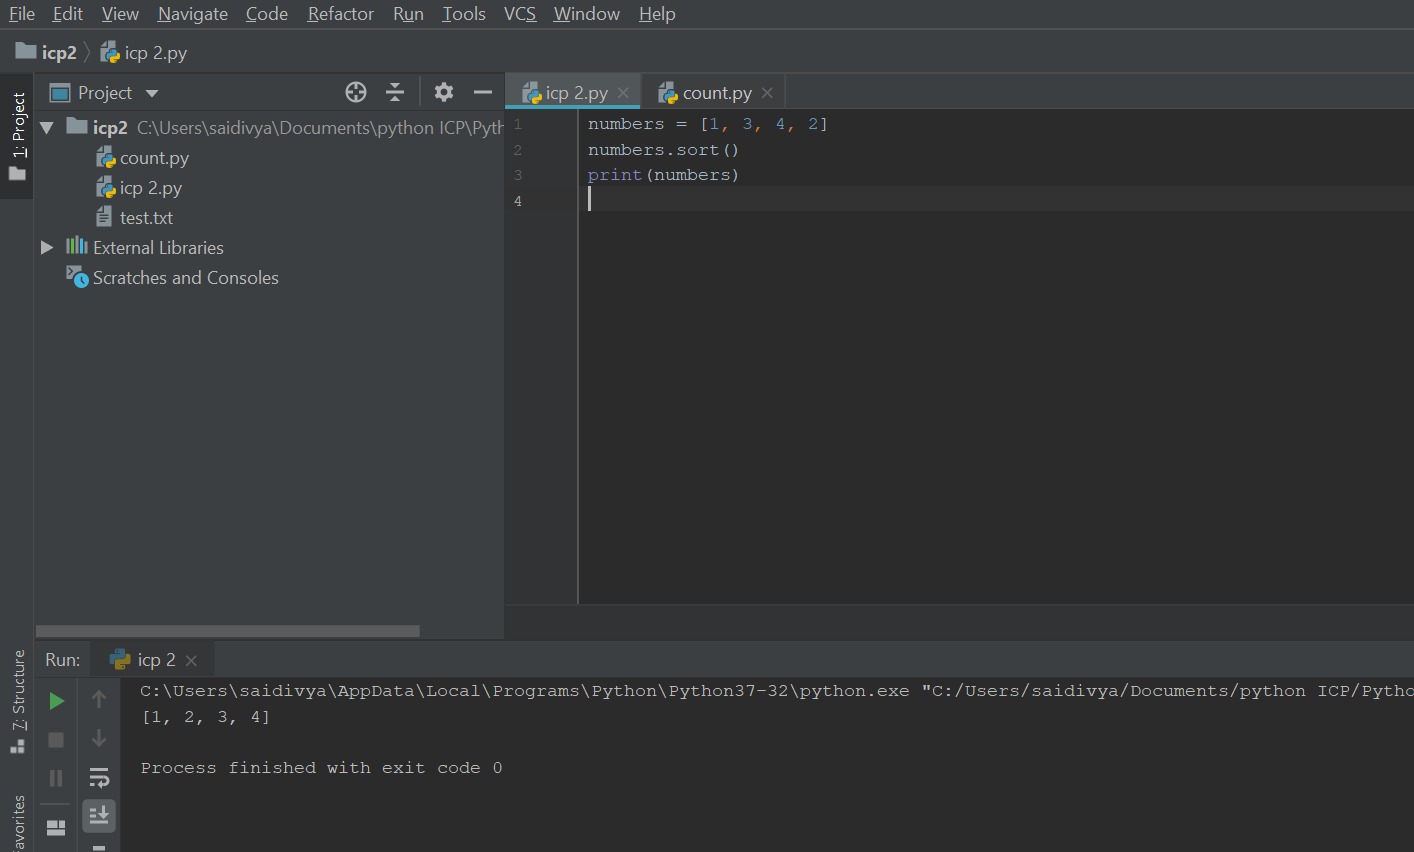 File Edit View Navigate Code Refactor Run Tools VCS Window Help
icp2 icp 2.py
1: Project
Project
icp2 C:\Users\saidivya\Documents\python ICP\Pyth
count.py
icp 2.py
test.txt
External Libraries
Scratches and Consoles
icp 2.py count.py
1 numbers = [1, 3, 4, 2]
2 numbers.sort()
3 print(numbers)
4
7: Structure
avorites
Run: icp 2
C:\Users\saidivya\AppData\Local\Programs\Python\Python37-32\python.exe "C:/Users/saidivya/Documents/python ICP/Pytho
[1, 2, 3, 4]
Process finished with exit code 0